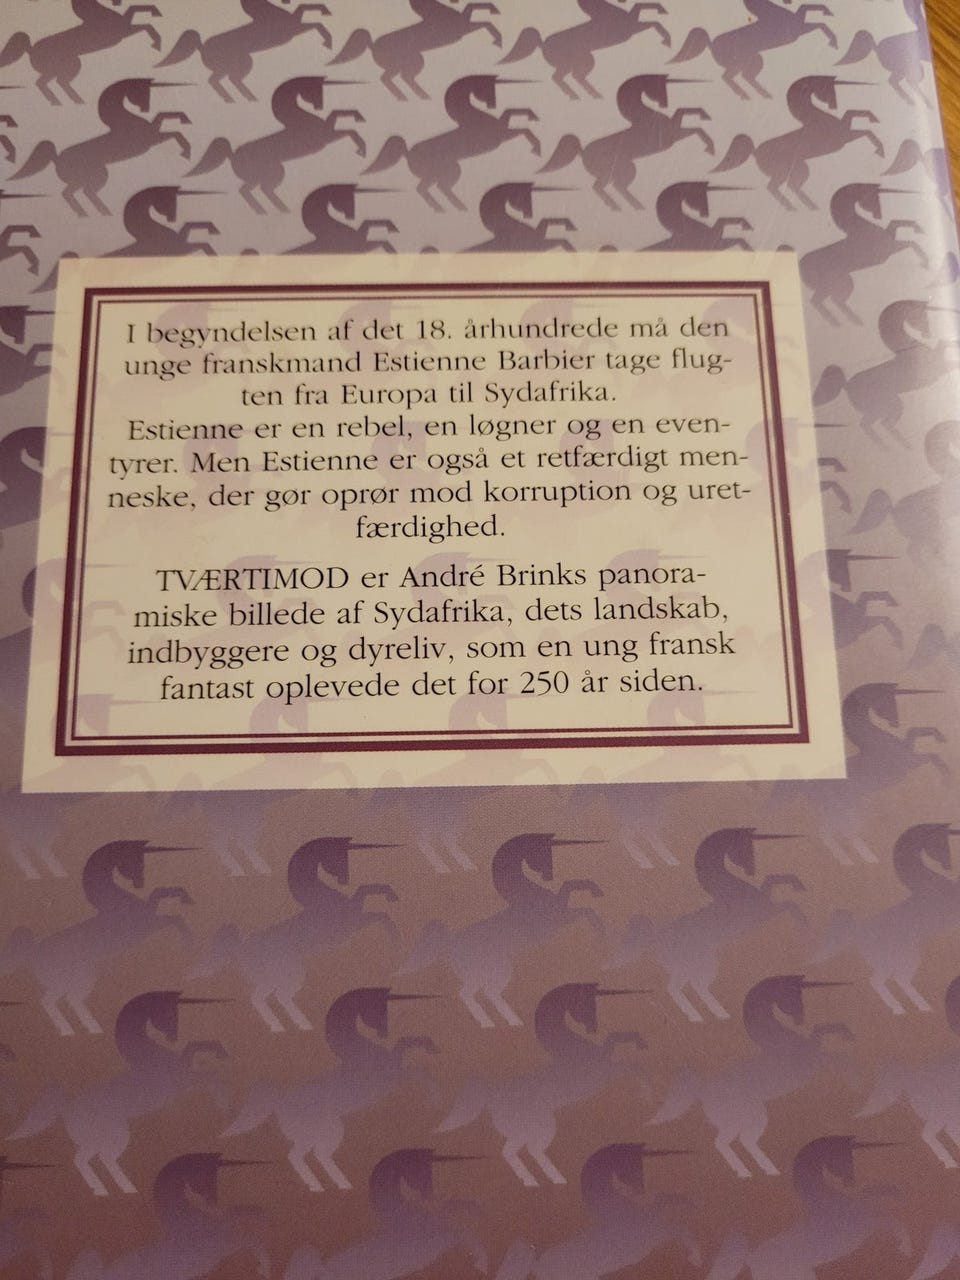 I begyndelsen af det 18. århundrede må den
unge franskmand Estienne Barbier tage flug-
ten fra Europa til Sydafrika.
Estienne er en rebel, en løgner og en even-
tyrer. Men Estienne er også et retfærdigt men-
neske, der gør oprør mod korruption og uret-
færdighed.
TVÆRTIMOD er André Brinks panora-
miske billede af Sydafrika, dets landskab,
indbyggere og dyreliv, som en ung fransk
fantast oplevede det for 250 år siden.